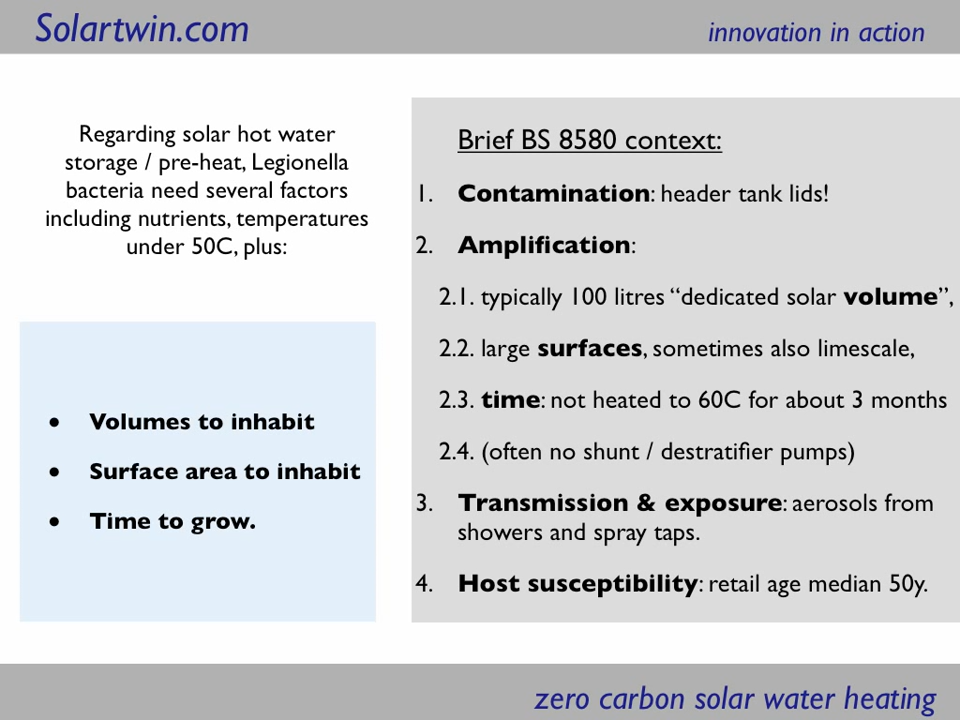 Solartwin.com
innovation in action
Regarding solar hot water
storage / pre-heat, Legionella
bacteria need several factors
including nutrients, temperatures
under 50C, plus:
• Volumes to inhabit
• Surface area to inhabit
• Time to grow.
Brief BS 8580 context:
1. Contamination: header tank lids!
2. Amplification:
2.1. typically 100 litres “dedicated solar volume”,
2.2. large surfaces, sometimes also limescale,
2.3. time: not heated to 60C for about 3 months
2.4. (often no shunt / destratifier pumps)
3. Transmission & exposure: aerosols from
showers and spray taps.
4. Host susceptibility: retail age median 50y.
zero carbon solar water heating